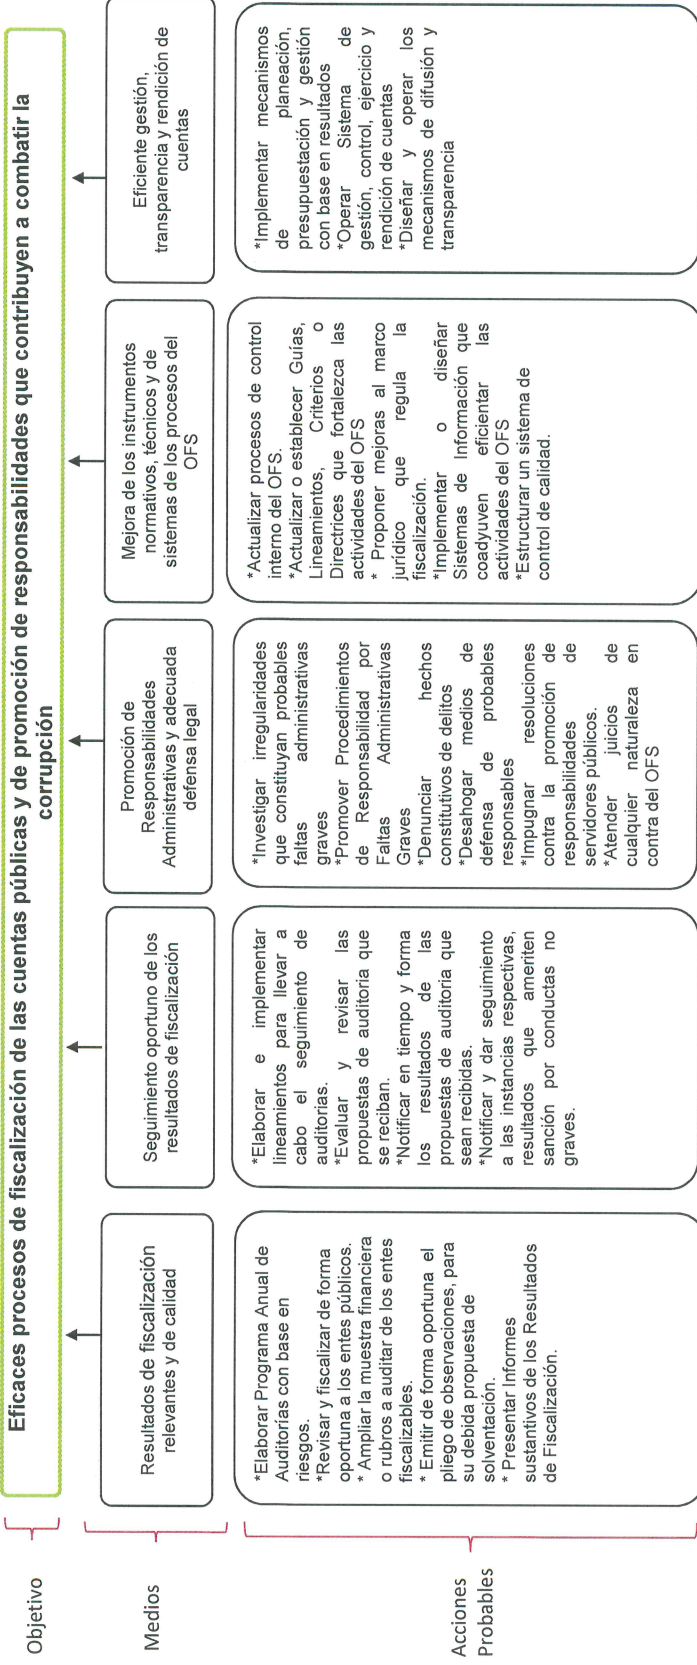 Objetivo
Eficaces procesos de fiscalización de las cuentas públicas y de promoción de responsabilidades que contribuyen a combatir la
corrupción
Medios
Resultados de fiscalización
relevantes y de calidad
Seguimiento oportuno de los
resultados de fiscalización
Promoción de
Responsabilidades
Administrativas y adecuada
defensa legal
Mejora de los instrumentos
normativos, técnicos y de
sistemas de los procesos del
OFS
Eficiente gestión,
transparencia y rendición de
cuentas
Acciones
Probables
*Elaborar Programa Anual de
Auditorías con base en
riesgos.
*Revisar y fiscalizar de forma
oportuna a los entes públicos.
* Ampliar la muestra financiera
o rubros a auditar de los entes
fiscalizables.
* Emitir de forma oportuna el
pliego de observaciones, para
su debida propuesta de
solventación.
* Presentar Informes
sustantivos de los Resultados
de Fiscalización.
*Elaborar e implementar
lineamientos para llevar a
cabo el seguimiento de
auditorías.
*Evaluar y revisar las
propuestas de auditoria que
se reciban.
*Notificar en tiempo y forma
los resultados de las
propuestas de auditoria que
sean recibidas.
*Notificar y dar seguimiento
a las instancias respectivas,
resultados que ameriten
sanción por conductas no
graves.
*Investigar irregularidades
que constituyan probables
faltas administrativas
graves
*Promover Procedimientos
de Responsabilidad por
Faltas Administrativas
Graves
*Denunciar hechos
constitutivos de delitos
*Desahogar medios de
defensa de probables
responsables
*Impugnar resoluciones
contra la promoción de
responsabilidades de
servidores públicos.
*Atender juicios de
cualquier naturaleza en
contra del OFS
*Actualizar procesos de control
interno del OFS.
*Actualizar o establecer Guías,
Lineamientos, Criterios o
Directrices que fortalezca las
actividades del OFS
* Proponer mejoras al marco
jurídico que regula la
fiscalización.
*Implementar o diseñar
Sistemas de Información que
coadyuven eficientar las
actividades del OFS
*Estructurar un sistema de
control de calidad.
*Implementar mecanismos
de planeación,
presupuestación y gestión
con base en resultados
*Operar Sistema de
gestión, control, ejercicio y
rendición de cuentas
*Diseñar y operar los
mecanismos de difusión y
transparencia